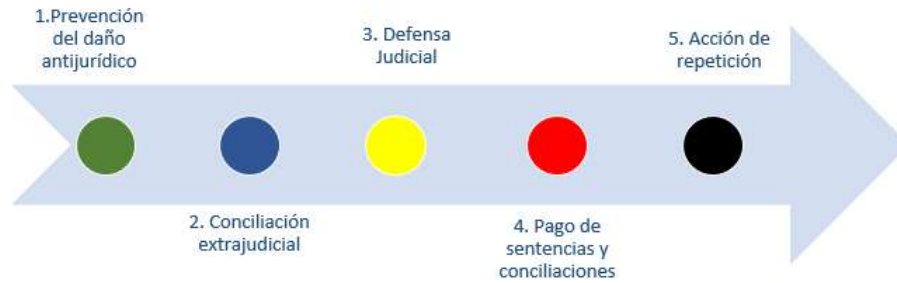 1.Prevención
del daño
antijurídico
2. Conciliación
extrajudicial
3. Defensa
Judicial
4. Pago de
sentencias y
conciliaciones
5. Acción de
repetición